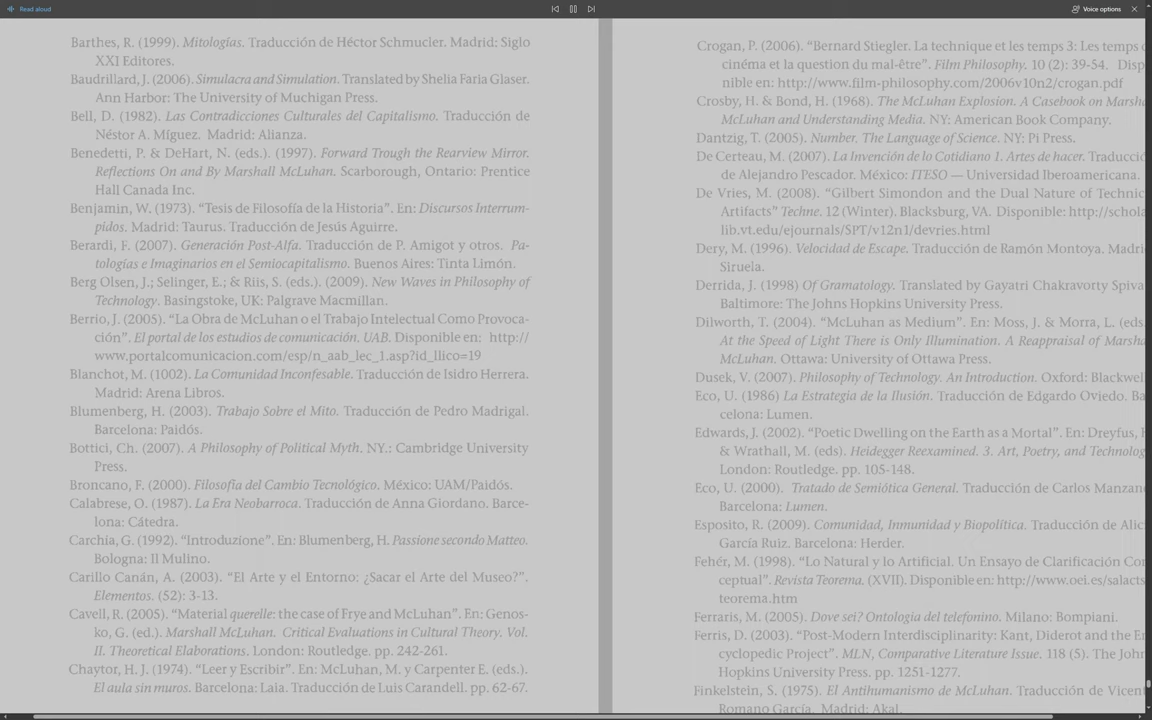 Read aloud
Voice options
Barthes, R. (1999). Mitologías. Traducción de Héctor Schmucler. Madrid: Siglo
XXI Editores.
Baudrillard, J. (2006). Simulacra and Simulation. Translated by Shelia Faria Glaser.
Ann Harbor: The University of Muchigan Press.
Bell, D. (1982). Las Contradicciones Culturales del Capitalismo. Traducción de
Néstor A. Míguez. Madrid: Alianza.
Benedetti, P. & DeHart, N. (eds.). (1997). Forward Trough the Rearview Mirror.
Reflections On and By Marshall McLuhan. Scarborough, Ontario: Prentice
Hall Canada Inc.
Benjamin, W. (1973). “Tesis de Filosofía de la Historia”. En: Discursos Interrum-
pidos. Madrid: Taurus. Traducción de Jesús Aguirre.
Berardi, F. (2007). Generación Post-Alfa. Traducción de P. Amigot y otros. Pa-
tologías e Imaginarios en el Semiocapitalismo. Buenos Aires: Tinta Limón.
Berg Olsen, J.; Selinger, E.; & Riis, S. (eds.). (2009). New Waves in Philosophy of
Technology. Basingstoke, UK: Palgrave Macmillan.
Berrio, J. (2005). “La Obra de McLuhan o el Trabajo Intelectual Como Provoca-
ción”. El portal de los estudios de comunicación. UAB. Disponible en: http://
www.portalcomunicacion.com/esp/n_aab_lec_1.asp?id_llico=19
Blanchot, M. (1002). La Comunidad Inconfesable. Traducción de Isidro Herrera.
Madrid: Arena Libros.
Blumenberg, H. (2003). Trabajo Sobre el Mito. Traducción de Pedro Madrigal.
Barcelona: Paidós.
Bottici, Ch. (2007). A Philosophy of Political Myth. NY.: Cambridge University
Press.
Broncano, F. (2000). Filosofía del Cambio Tecnológico. México: UAM/Paidós.
Calabrese, O. (1987). La Era Neobarroca. Traducción de Anna Giordano. Barce-
lona: Cátedra.
Carchia, G. (1992). “Introduzione”. En: Blumenberg, H. Passione secondo Matteo.
Bologna: Il Mulino.
Carillo Canán, A. (2003). “El Arte y el Entorno; ¿Sacar el Arte del Museo?”.
Elementos. (52): 3-13.
Cavell, R. (2005). “Material querelle: the case of Frye and McLuhan”. En: Genos-
ko, G. (ed.). Marshall McLuhan. Critical Evaluations in Cultural Theory. Vol.
II. Theoretical Elaborations. London: Routledge. pp. 242-261.
Chaytor, H. J. (1974). “Leer y Escribir”. En: McLuhan, M. y Carpenter E. (eds.).
El aula sin muros. Barcelona: Laia. Traducción de Luis Carandell. pp. 62-67.
Crogan, P. (2006). “Bernard Stiegler. La technique et les temps 3: Les temps d
cinéma et la question du mal-être”. Film Philosophy. 10 (2): 39-54. Disp
nible en: http://www.film-philosophy.com/2006v10n2/crogan.pdf
Crosby, H. & Bond, H. (1968). The McLuhan Explosion. A Casebook on Marsh
McLuhan and Understanding Media. NY: American Book Company.
Dantzig, T. (2005). Number. The Language of Science. NY: Pi Press.
De Certeau, M. (2007). La Invención de lo Cotidiano 1. Artes de hacer. Traducció
de Alejandro Pescador. México: ITESO — Universidad Iberoamericana.
De Vries, M. (2008). “Gilbert Simondon and the Dual Nature of Technic
Artifacts” Techne. 12 (Winter). Blacksburg, VA. Disponible: http://schola
lib.vt.edu/ejournals/SPT/v12n1/devries.html
Dery, M. (1996). Velocidad de Escape. Traducción de Ramón Montoya. Madri
Siruela.
Derrida, J. (1998) Of Gramatology. Translated by Gayatri Chakravorty Spiva
Baltimore: The Johns Hopkins University Press.
Dilworth, T. (2004). “McLuhan as Medium”. En: Moss, J. & Morra, L. (eds.
At the Speed of Light There is Only Illumination. A Reappraisal of Marsha
McLuhan. Ottawa: University of Ottawa Press.
Dusek, V. (2007). Philosophy of Technology. An Introduction. Oxford: Blackwel
Eco, U. (1986) La Estrategia de la Ilusión. Traducción de Edgardo Oviedo. Ba
celona: Lumen.
Edwards, J. (2002). “Poetic Dwelling on the Earth as a Mortal”. En: Dreyfus, H
& Wrathall, M. (eds). Heidegger Reexamined. 3. Art, Poetry, and Technolog
London: Routledge. pp. 105-148.
Eco, U. (2000). Tratado de Semiótica General. Traducción de Carlos Manzano
Barcelona: Lumen.
Esposito, R. (2009). Comunidad, Inmunidad y Biopolítica. Traducción de Alic
García Ruiz. Barcelona: Herder.
Fehér, M. (1998). “Lo Natural y lo Artificial. Un Ensayo de Clarificación Con
ceptual”. Revista Teorema. (XVII). Disponible en: http://www.oei.es/salacts
teorema.htm
Ferraris, M. (2005). Dove sei? Ontologia del telefonino. Milano: Bompiani.
Ferris, D. (2003). “Post-Modern Interdisciplinarity: Kant, Diderot and the En
cyclopedic Project”. MLN, Comparative Literature Issue. 118 (5). The John
Hopkins University Press. pp. 1251-1277.
Finkelstein, S. (1975). El Antihumanismo de McLuhan. Traducción de Vicent
Romano García. Madrid: Akal.